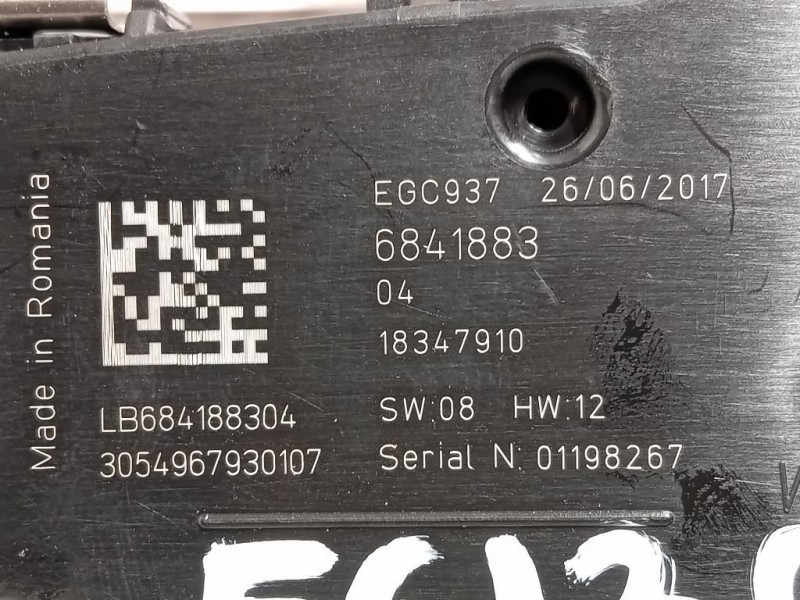 Made in Romania
EGC937 26/06/2017
6841883
04
18347910
LB684188304
3054967930107
SW:08 HW:12
Serial N: 01198267